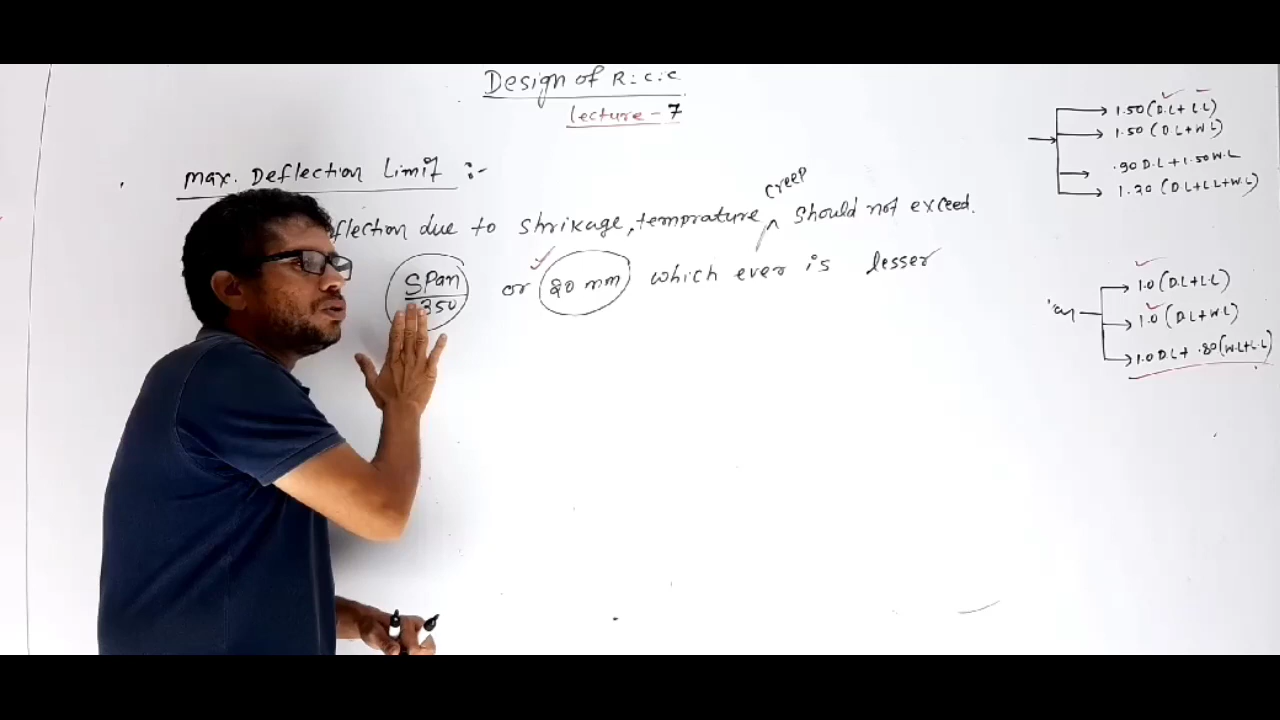 Design of R.C.C
lecture - 7
Max. Deflection Limit :-
flection due to shrikage, temprature creep should not exceed.
Span
350
or 20 mm which ever is lesser
1.50 (D.L + L.L)
1.50 (D.L + W.L)
.90 D.L + 1.50 W.L
1.20 (D.L + L.L + W.L)
1.0 (D.L + L.L)
1.0 (D.L + W.L)
1.0 D.L + .80 (W.L + L.L)